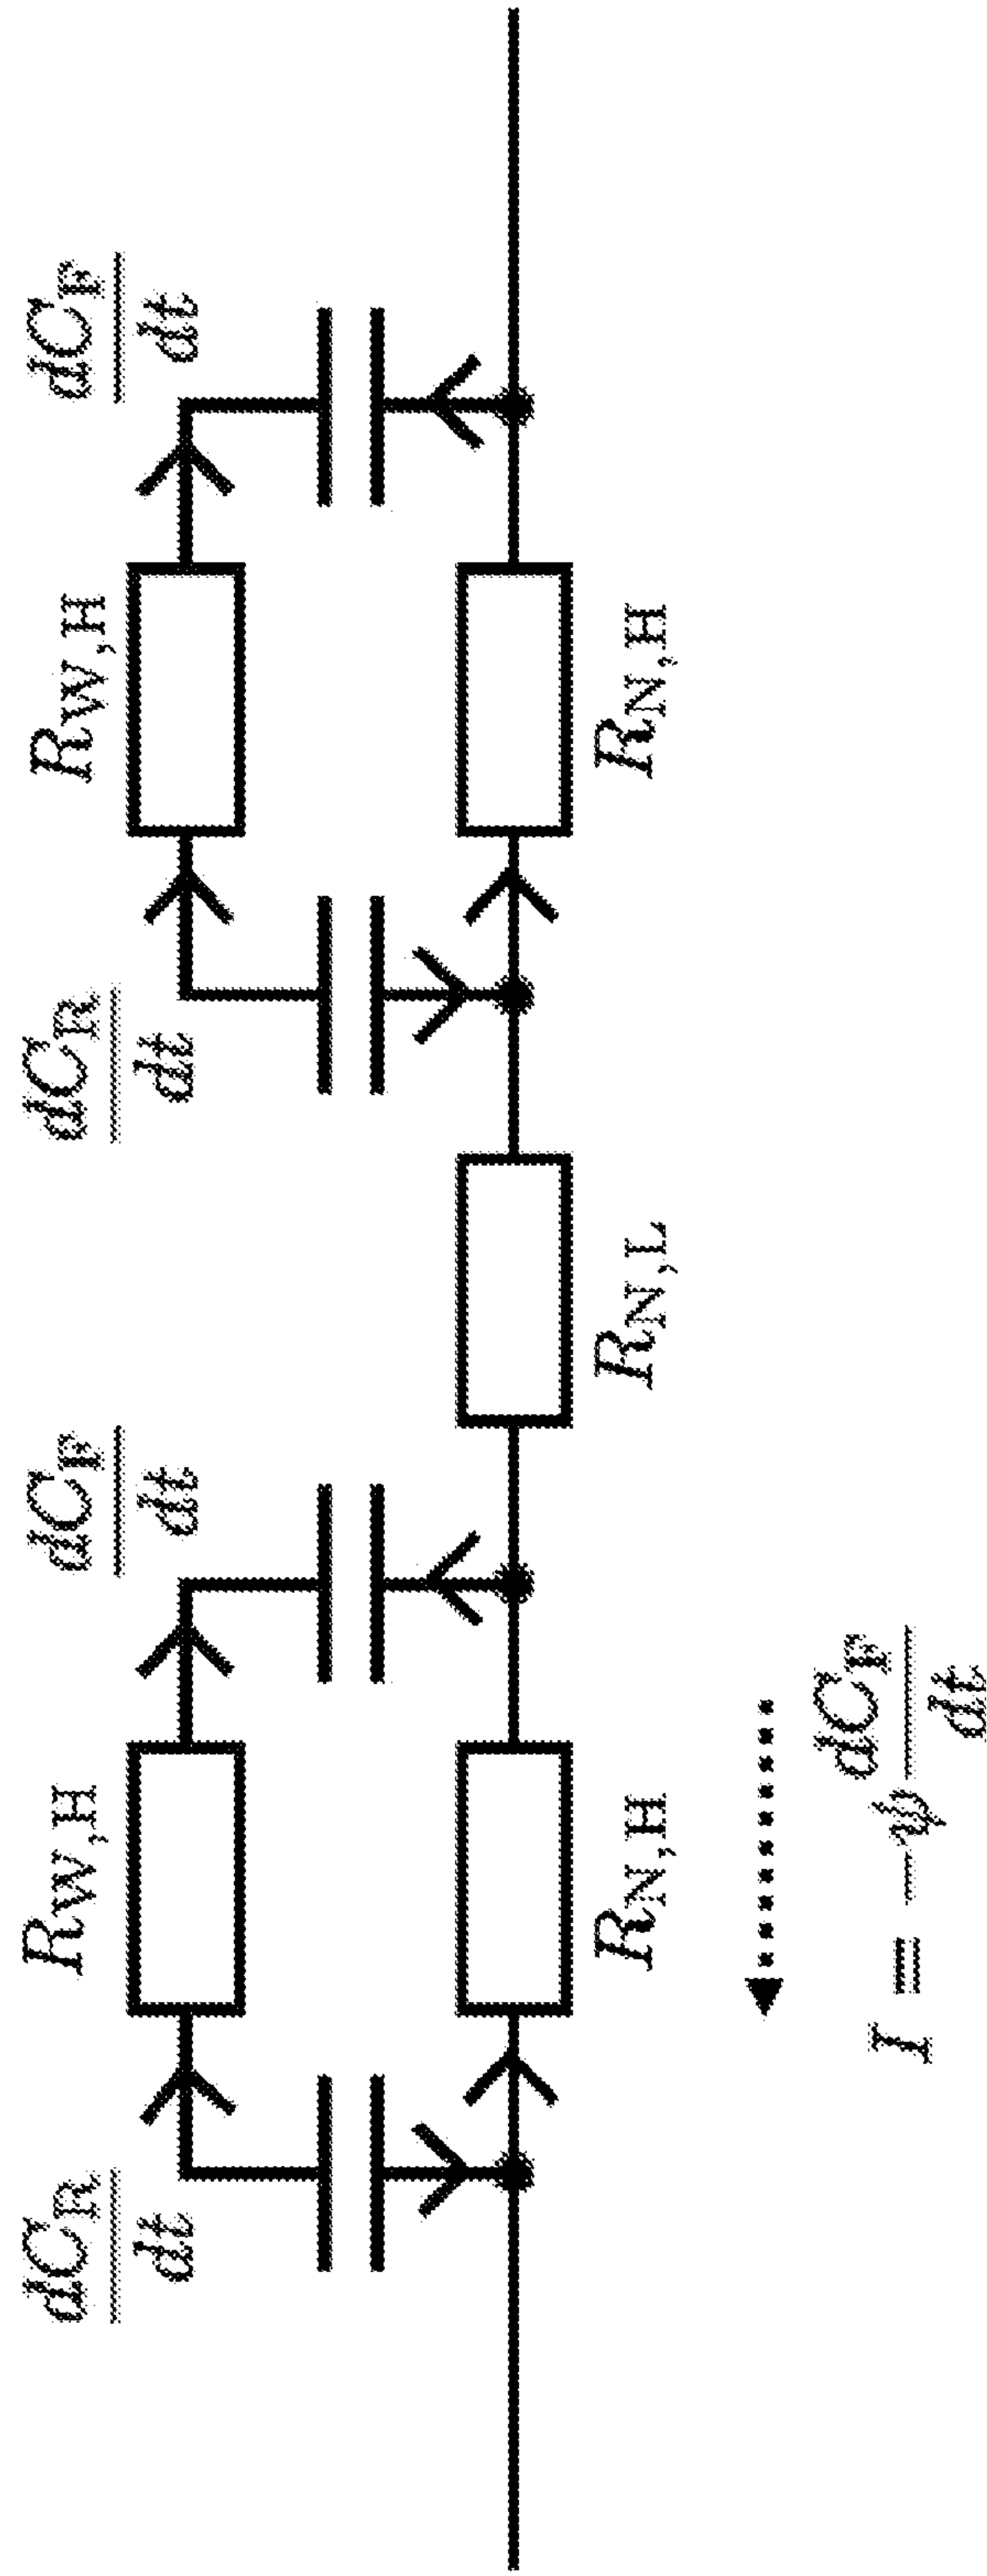 dC_R/dt
R_W,H
dC_F/dt
dC_R/dt
R_W,H
dC_F/dt
R_N,H
R_N,L
R_N,H
I = −ψ dC_F/dt